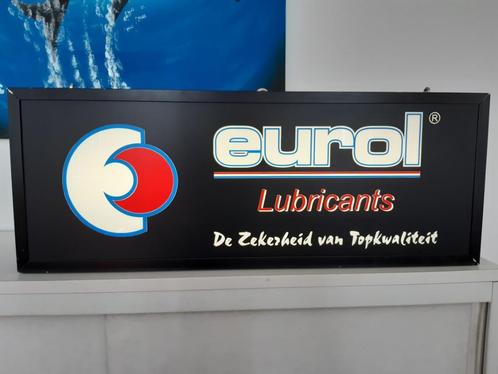 eurol®
Lubricants
De Zekerheid van Topkwaliteit